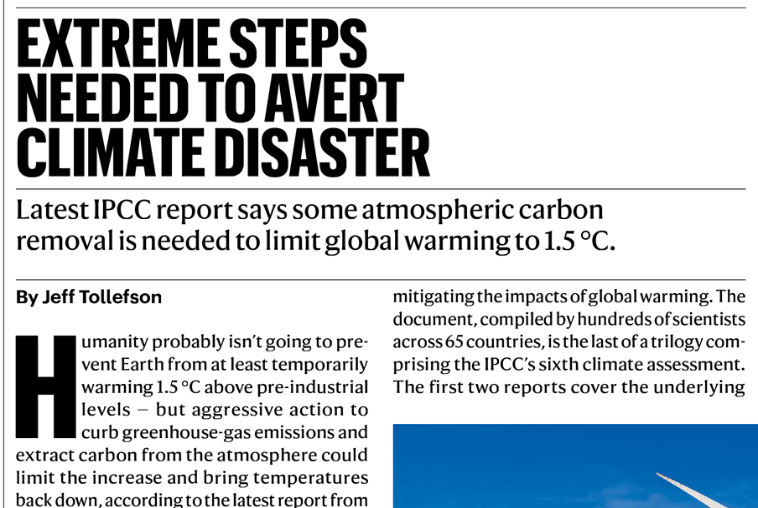 EXTREME STEPS
NEEDED TO AVERT
CLIMATE DISASTER
Latest IPCC report says some atmospheric carbon
removal is needed to limit global warming to 1.5 °C.
By Jeff Tollefson
Humanity probably isn’t going to pre-
vent Earth from at least temporarily
warming 1.5 °C above pre-industrial
levels – but aggressive action to
curb greenhouse-gas emissions and
extract carbon from the atmosphere could
limit the increase and bring temperatures
back down, according to the latest report from
mitigating the impacts of global warming. The
document, compiled by hundreds of scientists
across 65 countries, is the last of a trilogy com-
prising the IPCC’s sixth climate assessment.
The first two reports cover the underlying